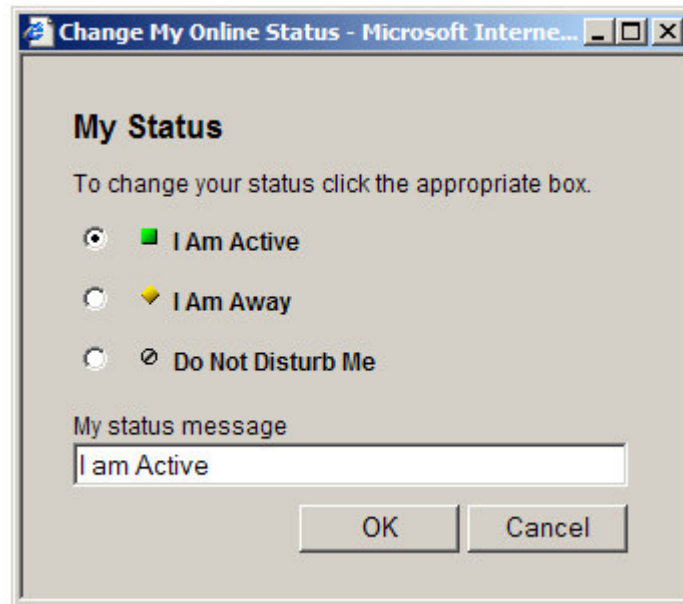 Change My Online Status - Microsoft Interne...
My Status
To change your status click the appropriate box.
I Am Active
I Am Away
Do Not Disturb Me
My status message
I am Active
OK Cancel